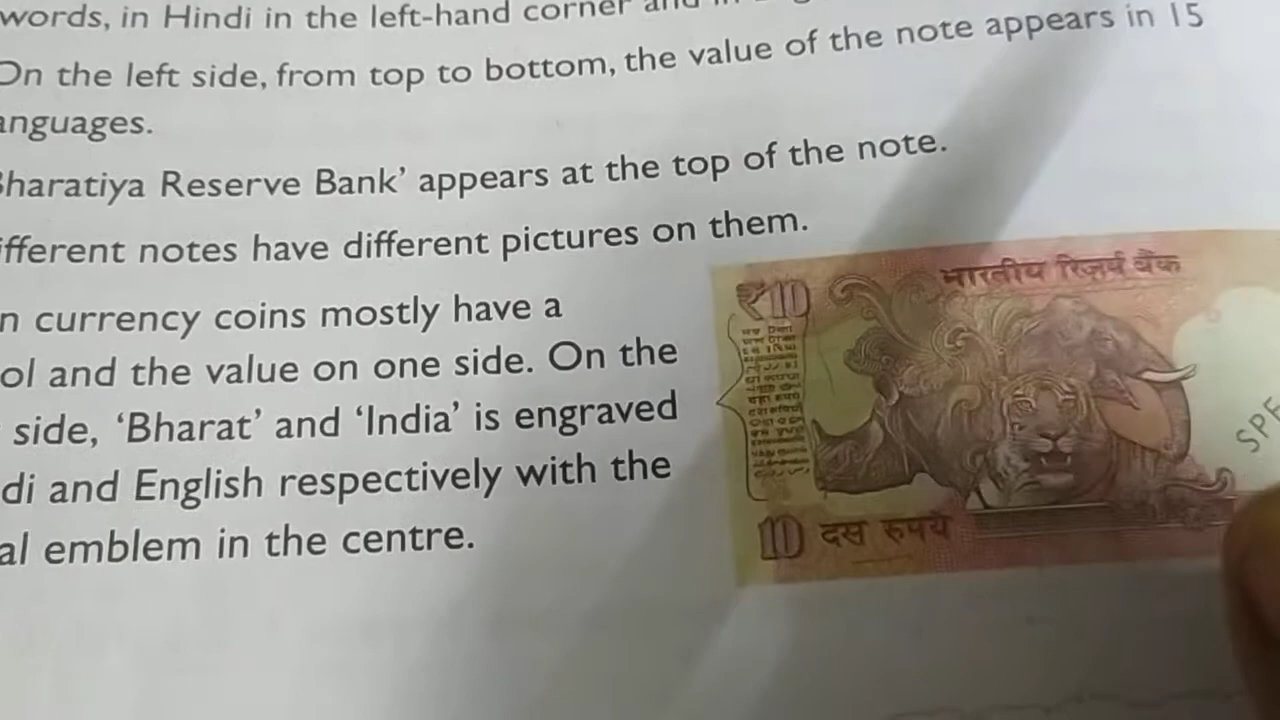 words, in Hindi in the left-hand corner and in
On the left side, from top to bottom, the value of the note appears in 15
anguages.
Bharatiya Reserve Bank' appears at the top of the note.
ifferent notes have different pictures on them.
n currency coins mostly have a
ol and the value on one side. On the
side, 'Bharat' and 'India' is engraved
di and English respectively with the
al emblem in the centre.
भारतीय रिज़र्व बैंक
₹10
SPE
10 दस रुपये